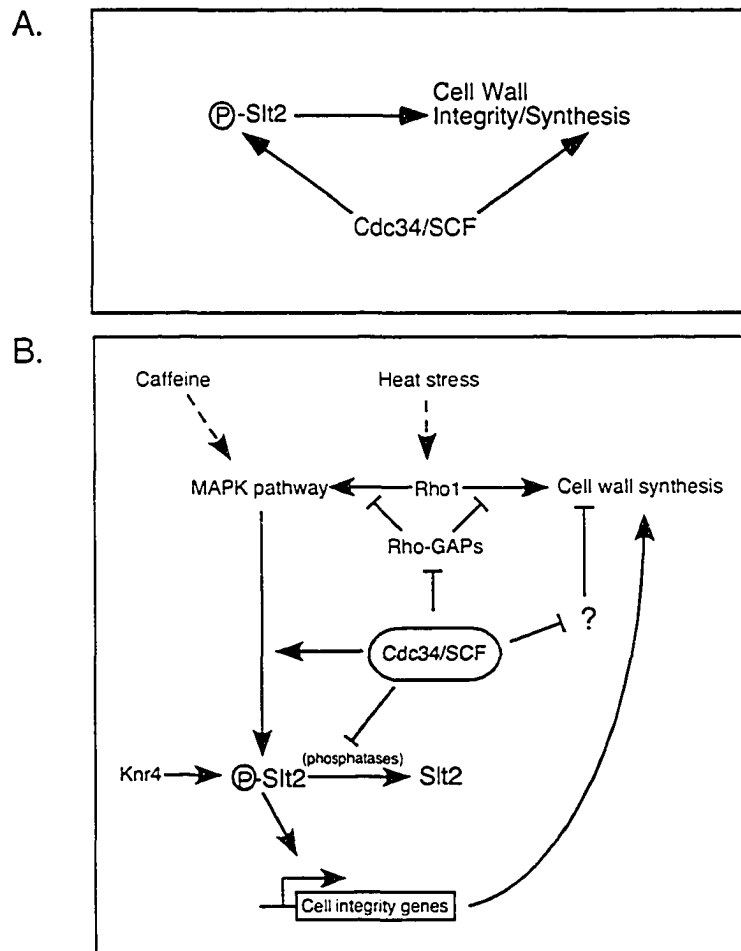 A.
Ⓟ-Slt2
Cell Wall
Integrity/Synthesis
Cdc34/SCF
B.
Caffeine
Heat stress
MAPK pathway
Rho1
Cell wall synthesis
Rho-GAPs
?
Cdc34/SCF
(phosphatases)
Knr4
Ⓟ-Slt2
Slt2
Cell integrity genes